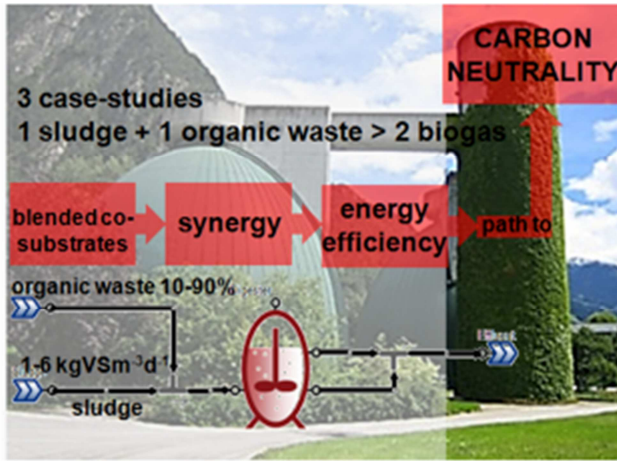 CARBON
NEUTRALITY
3 case-studies
1 sludge + 1 organic waste > 2 biogas
blended co-
substrates
synergy
energy
efficiency
path to
organic waste 10-90%
1-6 kgVSm⁻³d⁻¹
sludge